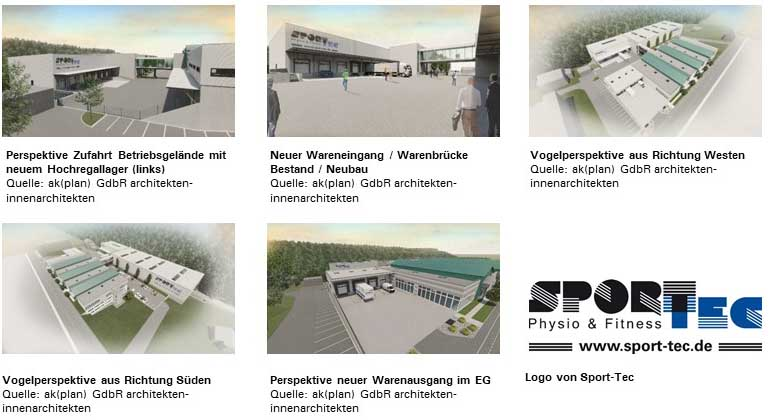 SPORTEC
SPORTEC
Perspektive Zufahrt Betriebsgelände mit
neuem Hochregallager (links)
Quelle: ak(plan) GdbR architekten-
innenarchitekten
Neuer Wareneingang / Warenbrücke
Bestand / Neubau
Quelle: ak(plan) GdbR architekten-
innenarchitekten
Vogelperspektive aus Richtung Westen
Quelle: ak(plan) GdbR architekten-
innenarchitekten
SPORTEC
Physio & Fitness
www.sport-tec.de
Vogelperspektive aus Richtung Süden
Quelle: ak(plan) GdbR architekten-
innenarchitekten
Perspektive neuer Warenausgang im EG
Quelle: ak(plan) GdbR architekten-
innenarchitekten
Logo von Sport-Tec